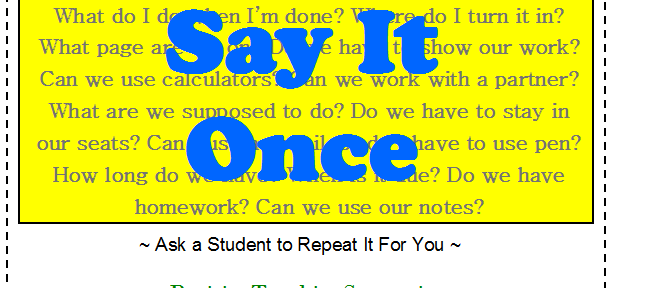 What do I do when I'm done? Where do I turn it in?
Say It
What page are we on? Do we have to show our work?
Can we use calculators? Can we work with a partner?
What are we supposed to do? Do we have to stay in
Once
our seats? Can have to use pen?
How long do we have? When is it due? Do we have
homework? Can we use our notes?
~ Ask a Student to Repeat It For You ~